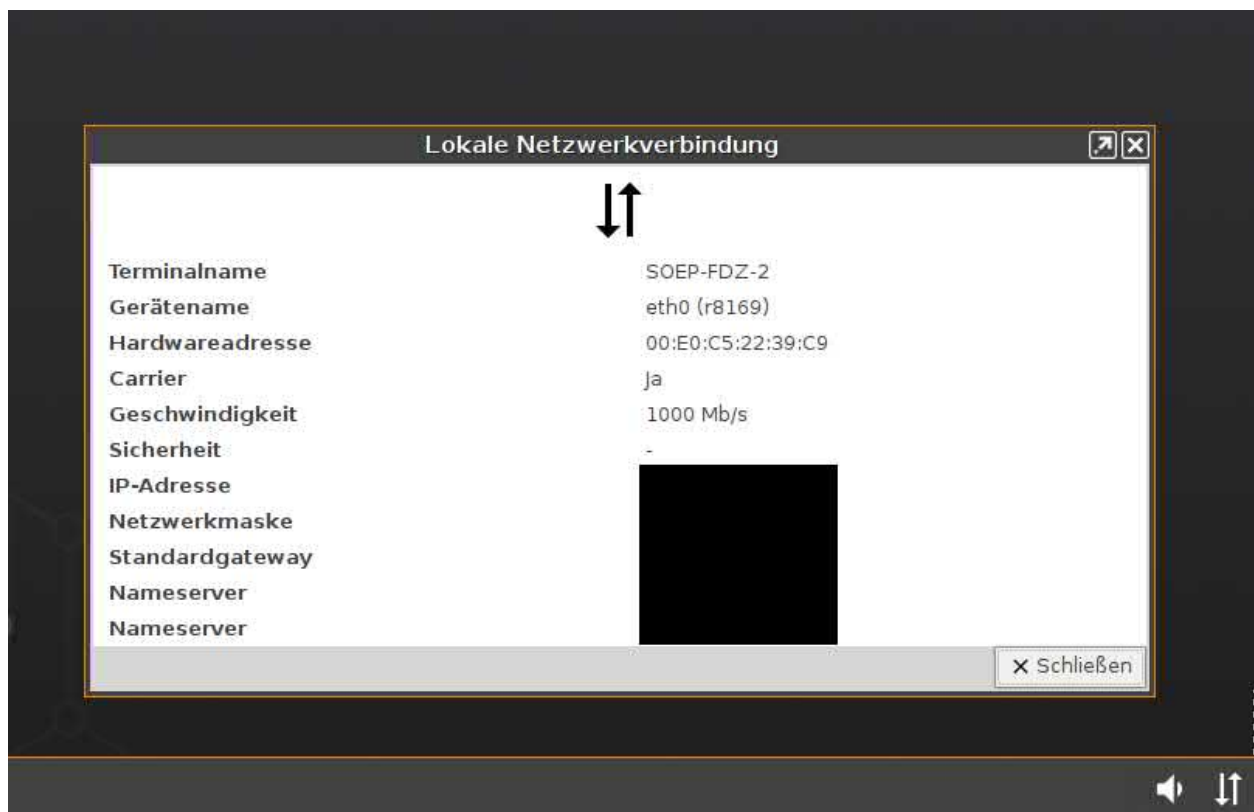 Lokale Netzwerkverbindung
Terminalname SOEP-FDZ-2
Gerätename eth0 (r8169)
Hardwareadresse 00:E0:C5:22:39:C9
Carrier Ja
Geschwindigkeit 1000 Mb/s
Sicherheit -
IP-Adresse
Netzwerkmaske
Standardgateway
Nameserver
Nameserver
Schließen